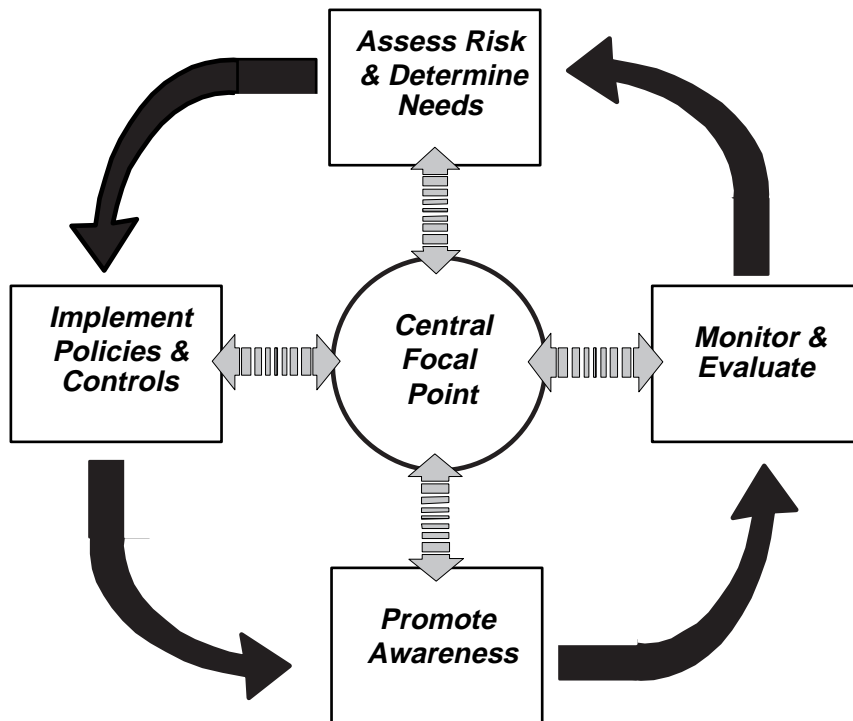 Assess Risk
& Determine
Needs
Implement
Policies &
Controls
Central
Focal
Point
Monitor &
Evaluate
Promote
Awareness